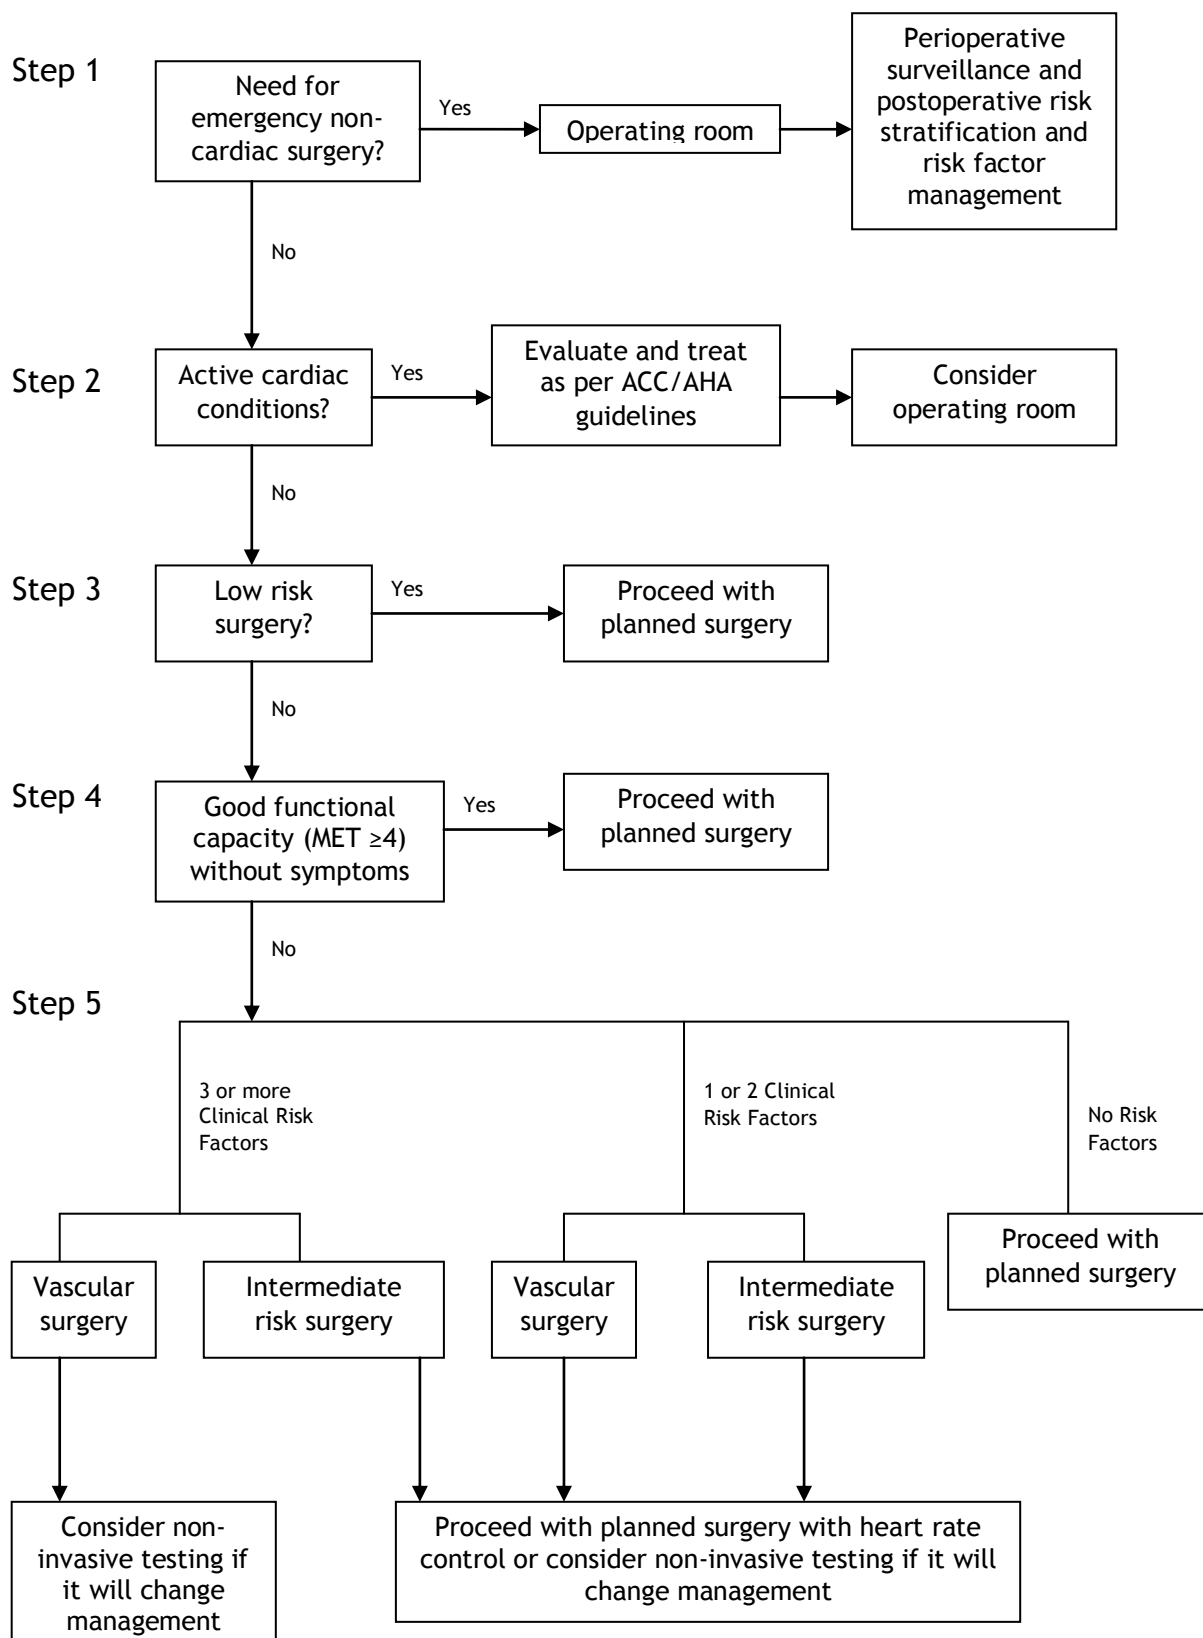 Step 1
Need for
emergency non-
cardiac surgery?
Yes
Operating room
Perioperative
surveillance and
postoperative risk
stratification and
risk factor
management
No
Step 2
Active cardiac
conditions?
Yes
Evaluate and treat
as per ACC/AHA
guidelines
Consider
operating room
No
Step 3
Low risk
surgery?
Yes
Proceed with
planned surgery
No
Step 4
Good functional
capacity (MET ≥4)
without symptoms
Yes
Proceed with
planned surgery
No
Step 5
3 or more
Clinical Risk
Factors
1 or 2 Clinical
Risk Factors
No Risk
Factors
Vascular
surgery
Intermediate
risk surgery
Vascular
surgery
Intermediate
risk surgery
Proceed with
planned surgery
Consider non-
invasive testing if
it will change
management
Proceed with planned surgery with heart rate
control or consider non-invasive testing if it will
change management